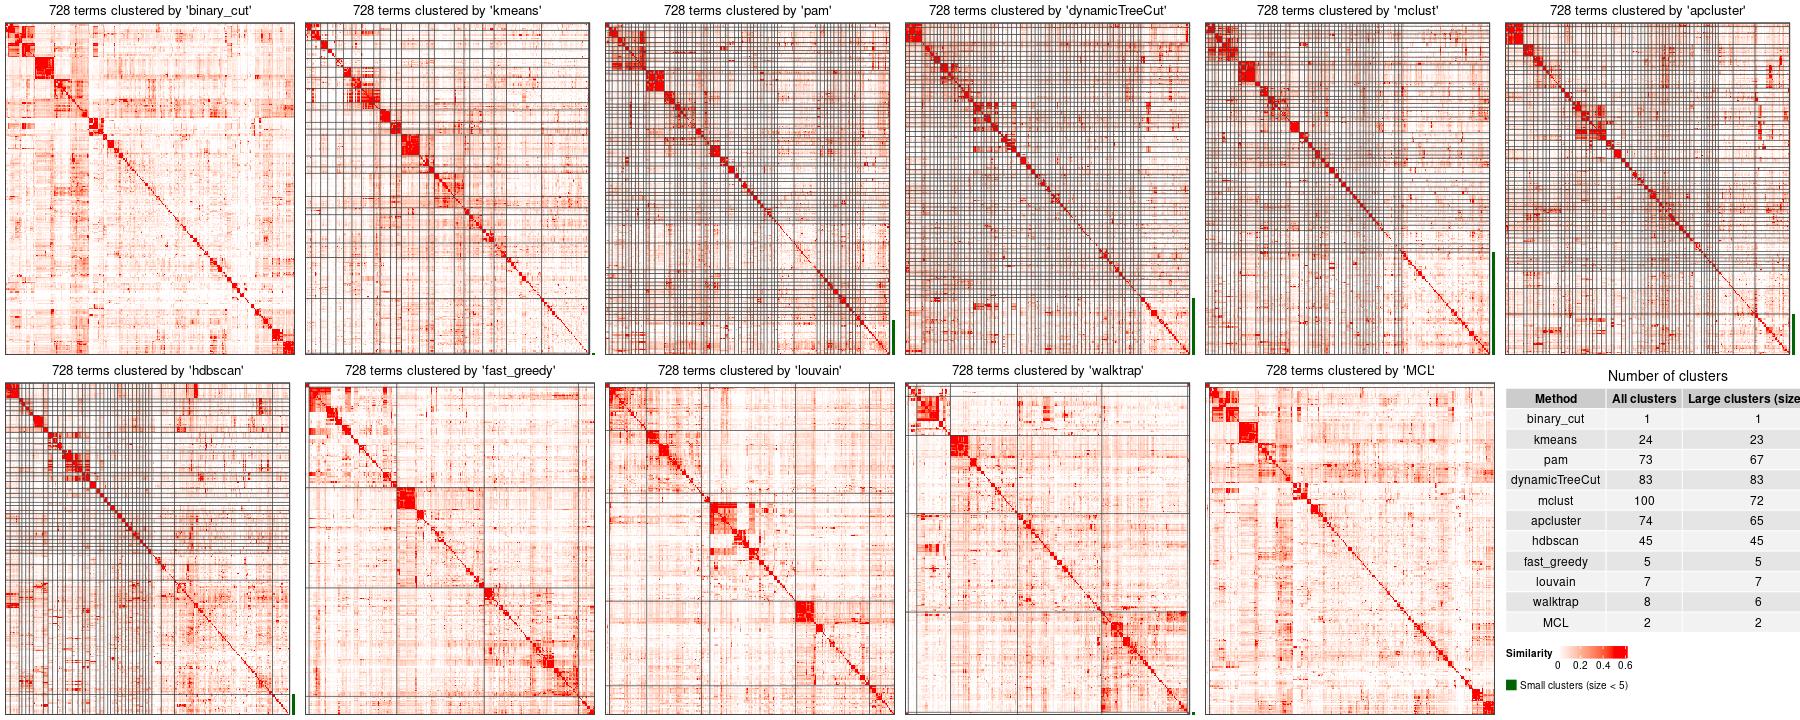 728 terms clustered by 'binary_cut'
728 terms clustered by 'kmeans'
728 terms clustered by 'pam'
728 terms clustered by 'dynamicTreeCut'
728 terms clustered by 'mclust'
728 terms clustered by 'apcluster'
728 terms clustered by 'hdbscan'
728 terms clustered by 'fast_greedy'
728 terms clustered by 'louvain'
728 terms clustered by 'walktrap'
728 terms clustered by 'MCL'
Number of clusters
Method All clusters Large clusters (size
binary_cut 1 1
kmeans 24 23
pam 73 67
dynamicTreeCut 83 83
mclust 100 72
apcluster 74 65
hdbscan 45 45
fast_greedy 5 5
louvain 7 7
walktrap 8 6
MCL 2 2
Similarity
0 0.2 0.4 0.6
Small clusters (size < 5)